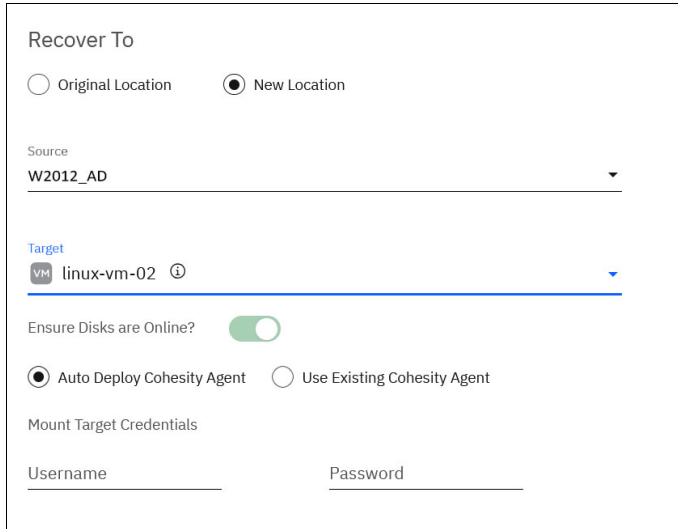 Recover To
Original Location New Location
Source
W2012_AD
Target
VM linux-vm-02
Ensure Disks are Online?
Auto Deploy Cohesity Agent Use Existing Cohesity Agent
Mount Target Credentials
Username Password